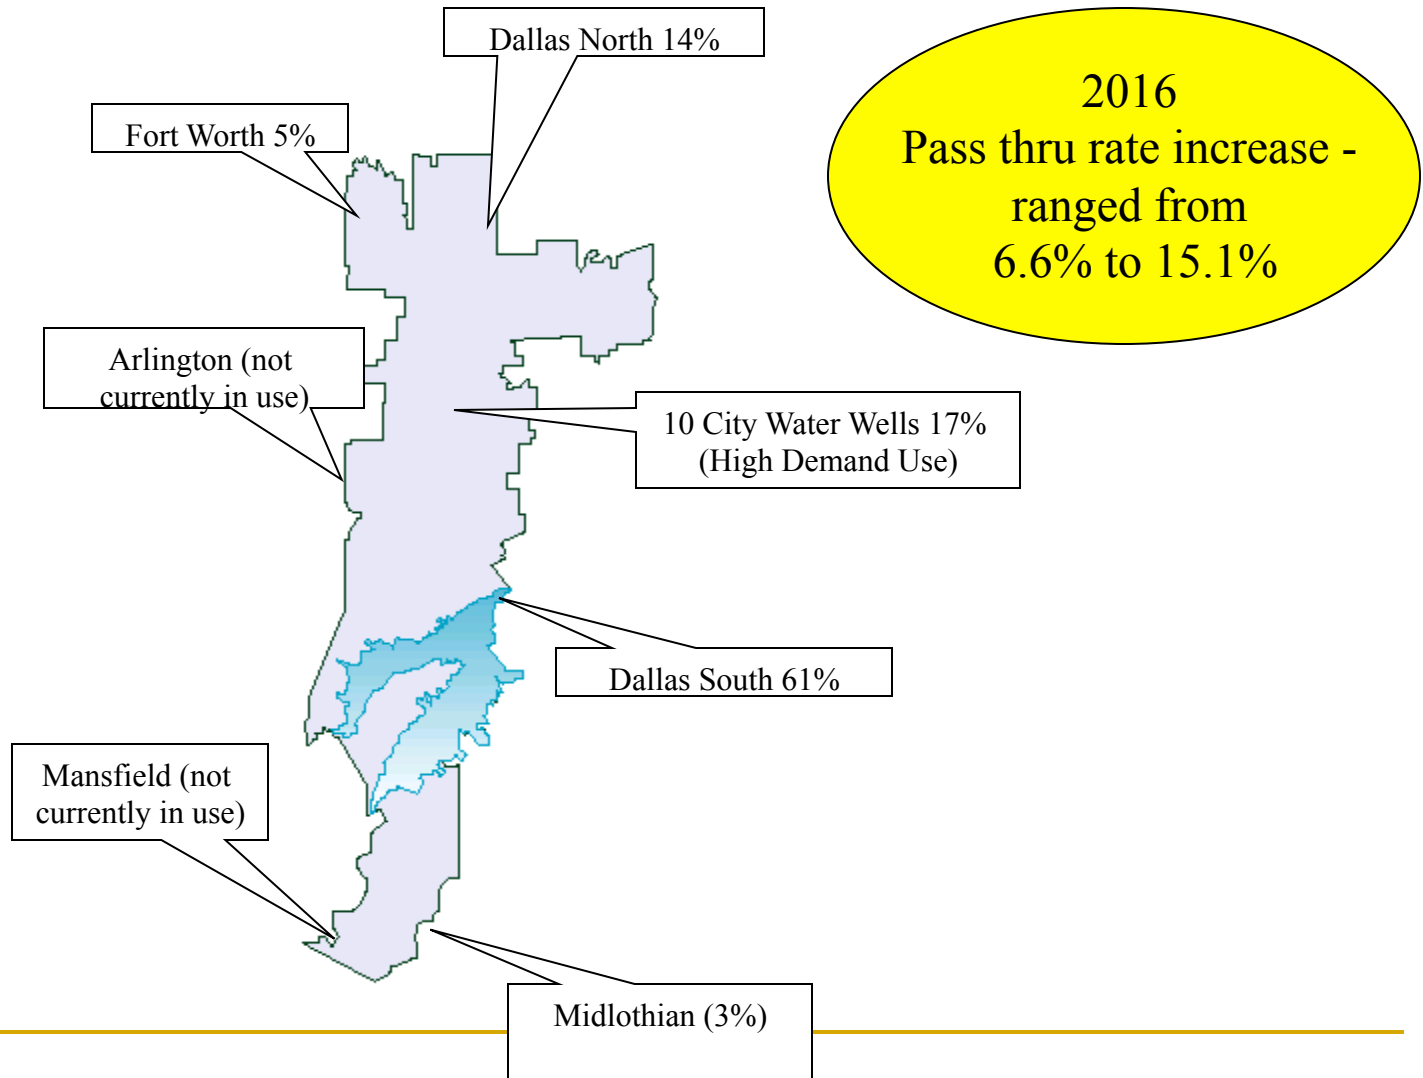 Dallas North 14%
Fort Worth 5%
2016
Pass thru rate increase -
ranged from
6.6% to 15.1%
Arlington (not
currently in use)
10 City Water Wells 17%
(High Demand Use)
Dallas South 61%
Mansfield (not
currently in use)
Midlothian (3%)